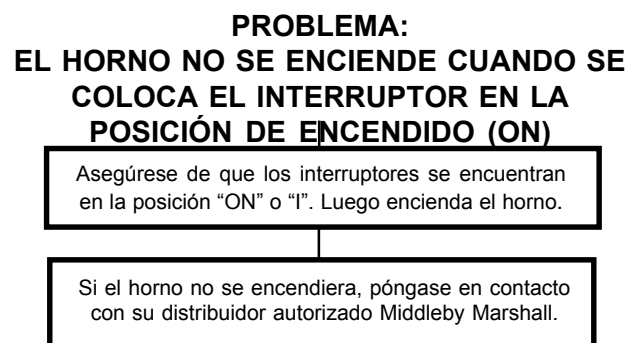 PROBLEMA:
EL HORNO NO SE ENCIENDE CUANDO SE
COLOCA EL INTERRUPTOR EN LA
POSICIÓN DE ENCENDIDO (ON)
Asegúrese de que los interruptores se encuentran
en la posición “ON” o “I”. Luego encienda el horno.
Si el horno no se encendiera, póngase en contacto
con su distribuidor autorizado Middleby Marshall.